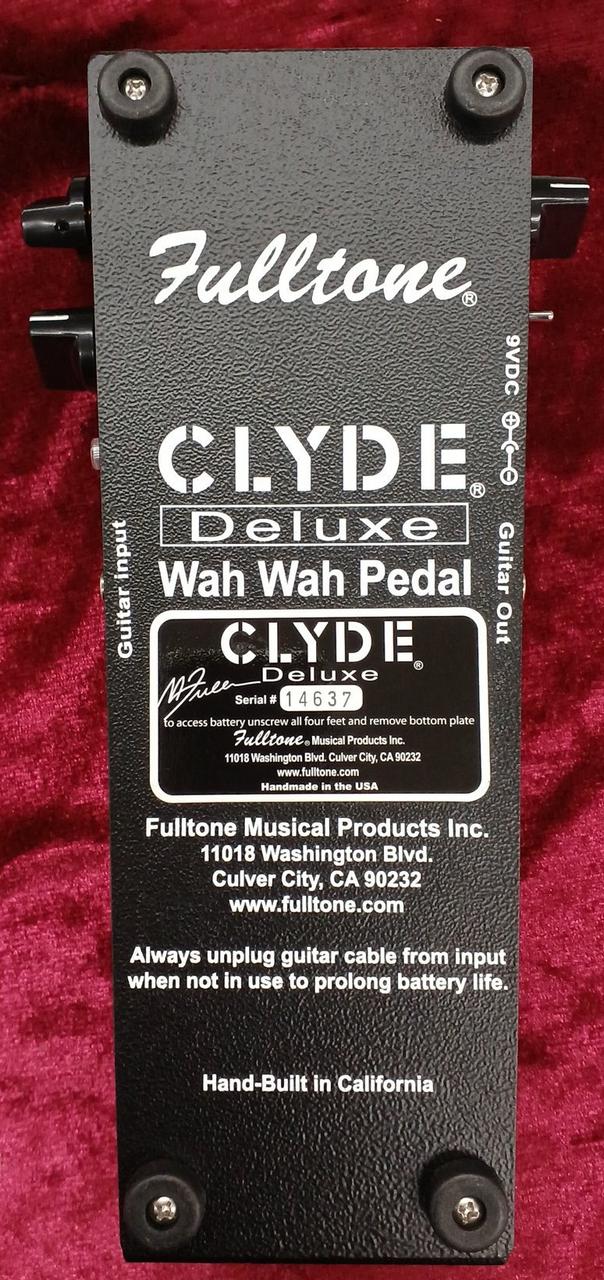 Fulltone®
9VDC
CLYDE®
Deluxe
Wah Wah Pedal
Guitar input
Guitar Out
CLYDE®
Deluxe
Serial # 14637
to access battery unscrew all four feet and remove bottom plate
Fulltone® Musical Products Inc.
11018 Washington Blvd. Culver City, CA 90232
www.fulltone.com
Handmade in the USA
Fulltone Musical Products Inc.
11018 Washington Blvd.
Culver City, CA 90232
www.fulltone.com
Always unplug guitar cable from input
when not in use to prolong battery life.
Hand-Built in California